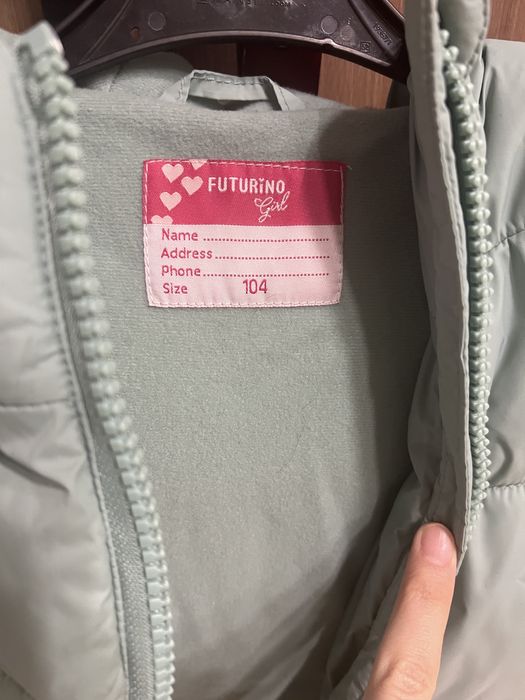 FUTURINO
Girl
Name
Address
Phone
Size 104